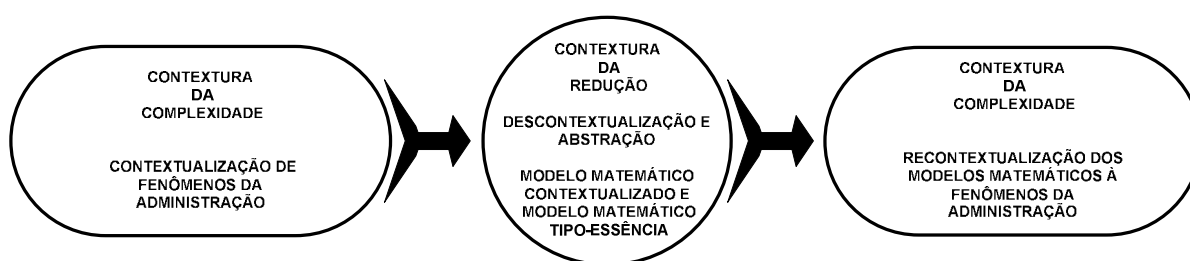 CONTEXTURA
DA
COMPLEXIDADE
CONTEXTUALIZAÇÃO DE
FENÔMENOS DA
ADMINISTRAÇÃO
CONTEXTURA
DA
REDUÇÃO
DESCONTEXTUALIZAÇÃO E
ABSTRAÇÃO
MODELO MATEMÁTICO
CONTEXTUALIZADO E
MODELO MATEMÁTICO
TIPO-ESSÊNCIA
CONTEXTURA
DA
COMPLEXIDADE
RECONTEXTUALIZAÇÃO DOS
MODELOS MATEMÁTICOS À
FENÔMENOS DA
ADMINISTRAÇÃO